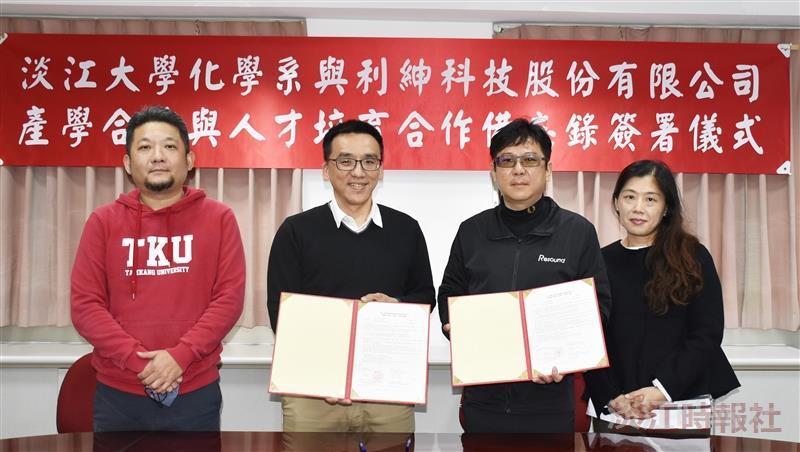 淡江大學化學系與利紳科技股份有限公司
產學合與人才培育合作備忘錄簽署儀式
TKU
TAMKANG UNIVERSITY
Resound
淡江時報社